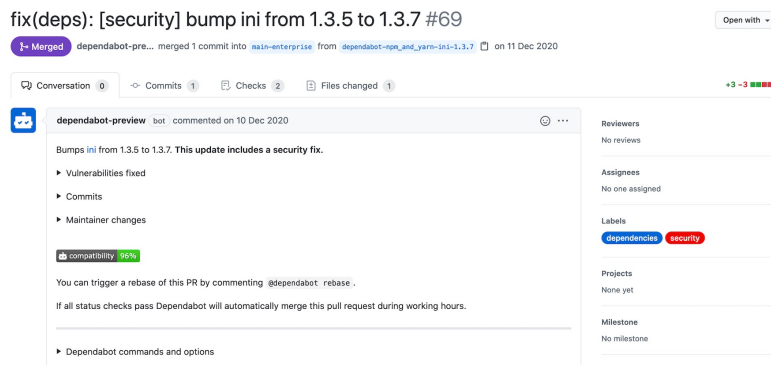 fix(deps): [security] bump ini from 1.3.5 to 1.3.7 #69
Open with
Merged dependabot-pre... merged 1 commit into main-enterprise from dependabot-npm_and_yarn-ini-1.3.7 on 11 Dec 2020
Conversation 0 Commits 1 Checks 2 Files changed 1 +3 −3
dependabot-preview bot commented on 10 Dec 2020
Bumps ini from 1.3.5 to 1.3.7. This update includes a security fix.
Vulnerabilities fixed
Commits
Maintainer changes
compatibility 96%
You can trigger a rebase of this PR by commenting @dependabot rebase.
If all status checks pass Dependabot will automatically merge this pull request during working hours.
Dependabot commands and options
Reviewers
No reviews
Assignees
No one assigned
Labels
dependencies security
Projects
None yet
Milestone
No milestone